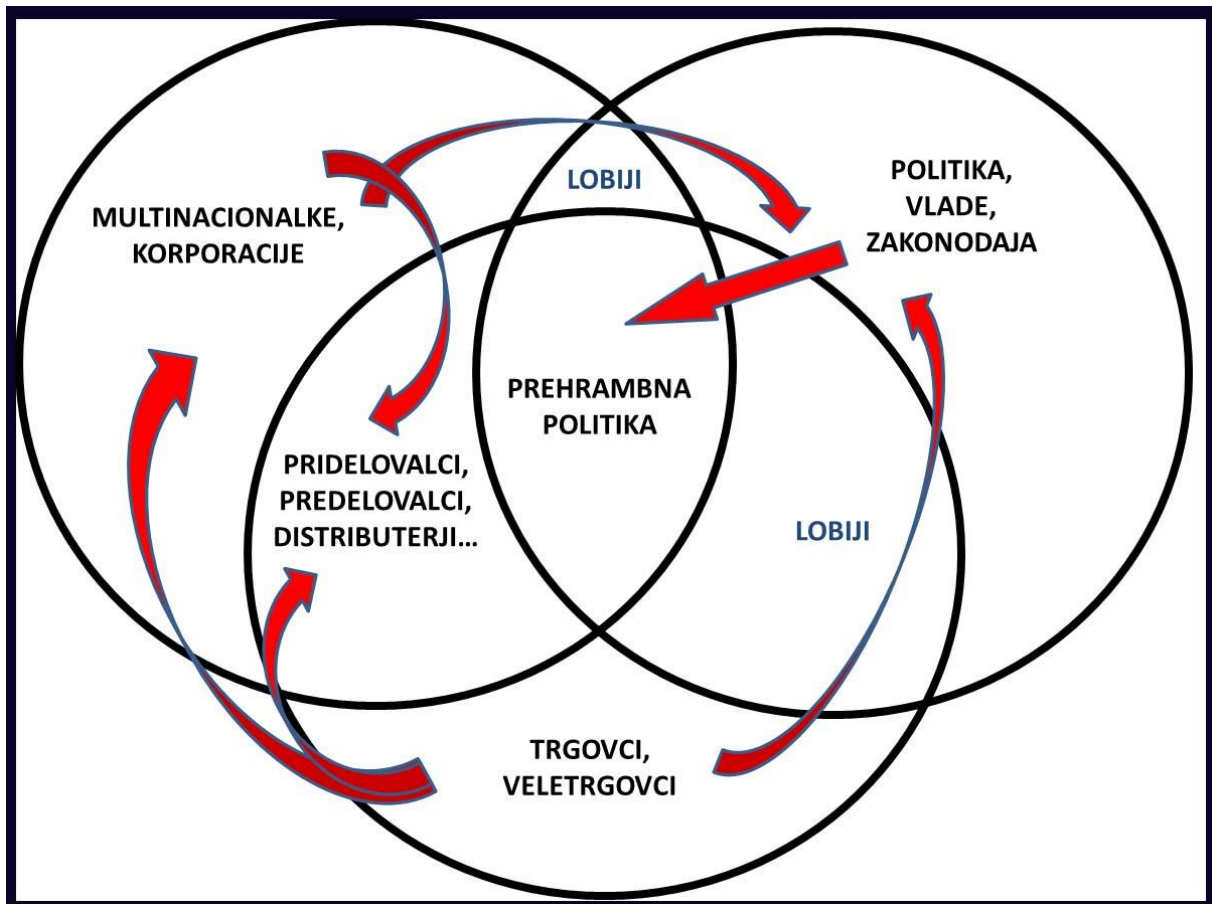 LOBIJI
POLITIKA,
VLADE,
ZAKONODAJA
MULTINACIONALKE,
KORPORACIJE
PREHRAMBNA
POLITIKA
PRIDELOVALCI,
PREDELOVALCI,
DISTRIBUTERJI...
LOBIJI
TRGOVCI,
VELETRGOVCI